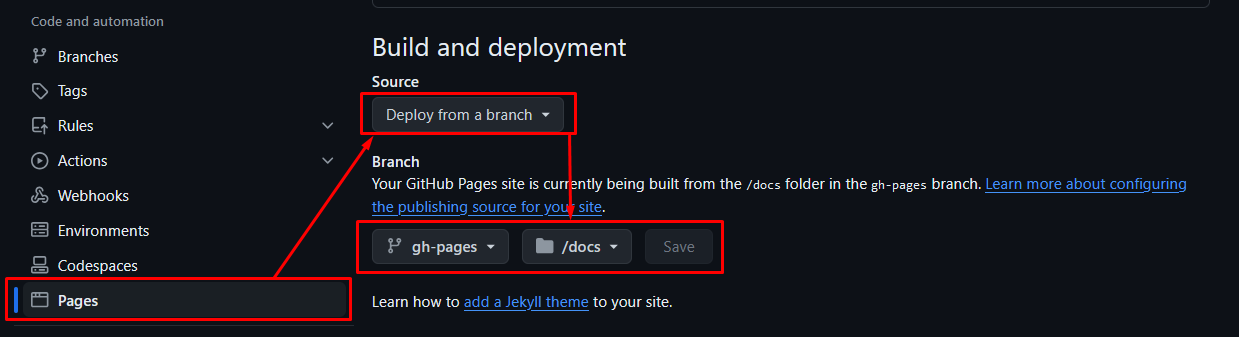 Code and automation
Branches
Tags
Rules
Actions
Webhooks
Environments
Codespaces
Pages
Build and deployment
Source
Deploy from a branch
Branch
Your GitHub Pages site is currently being built from the /docs folder in the gh-pages branch. Learn more about configuring
the publishing source for your site.
gh-pages /docs Save
Learn how to add a Jekyll theme to your site.